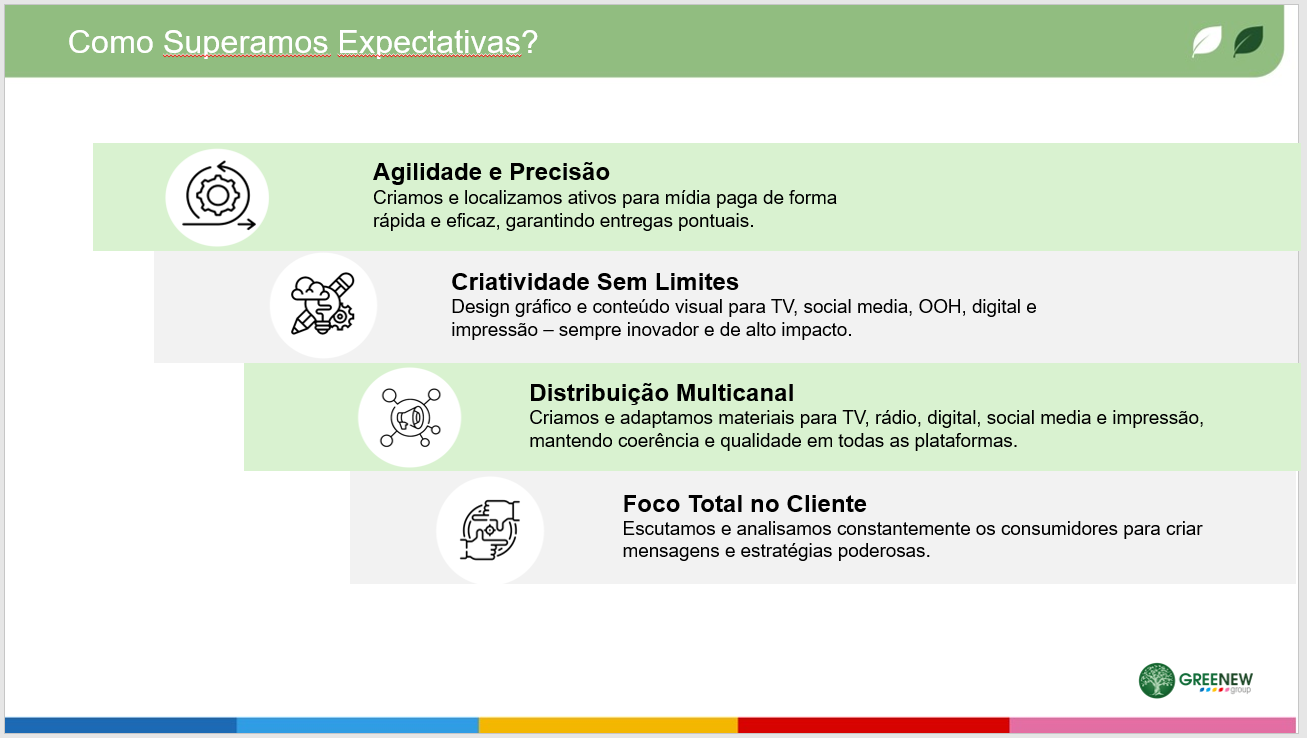 Como Superamos Expectativas?
Agilidade e Precisão
Criamos e localizamos ativos para mídia paga de forma
rápida e eficaz, garantindo entregas pontuais.
Criatividade Sem Limites
Design gráfico e conteúdo visual para TV, social media, OOH, digital e
impressão – sempre inovador e de alto impacto.
Distribuição Multicanal
Criamos e adaptamos materiais para TV, rádio, digital, social media e impressão,
mantendo coerência e qualidade em todas as plataformas.
Foco Total no Cliente
Escutamos e analisamos constantemente os consumidores para criar
mensagens e estratégias poderosas.
GREENEW
group